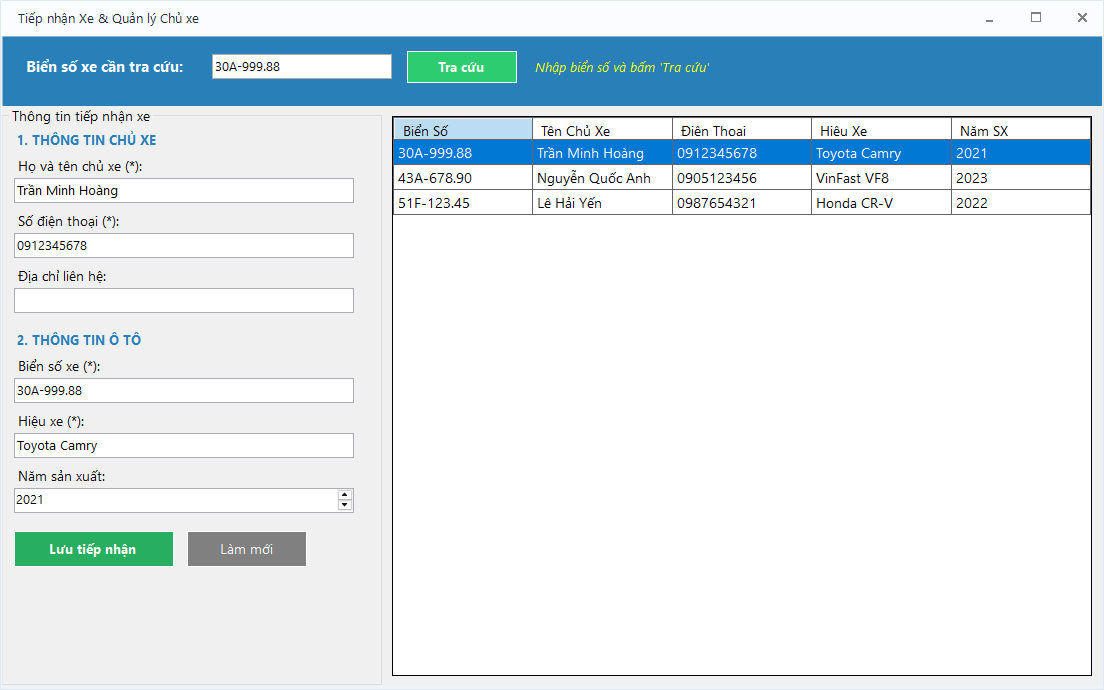 Tiếp nhận Xe & Quản lý Chủ xe
Biển số xe cần tra cứu: 30A-999.88 Tra cứu Nhập biển số và bấm 'Tra cứu'
Thông tin tiếp nhận xe
1. THÔNG TIN CHỦ XE
Họ và tên chủ xe (*):
Trần Minh Hoàng
Số điện thoại (*):
0912345678
Địa chỉ liên hệ:
2. THÔNG TIN Ô TÔ
Biển số xe (*):
30A-999.88
Hiệu xe (*):
Toyota Camry
Năm sản xuất:
2021
Lưu tiếp nhận Làm mới
Biển Số Tên Chủ Xe Điện Thoại Hiệu Xe Năm SX
30A-999.88 Trần Minh Hoàng 0912345678 Toyota Camry 2021
43A-678.90 Nguyễn Quốc Anh 0905123456 VinFast VF8 2023
51F-123.45 Lê Hải Yến 0987654321 Honda CR-V 2022